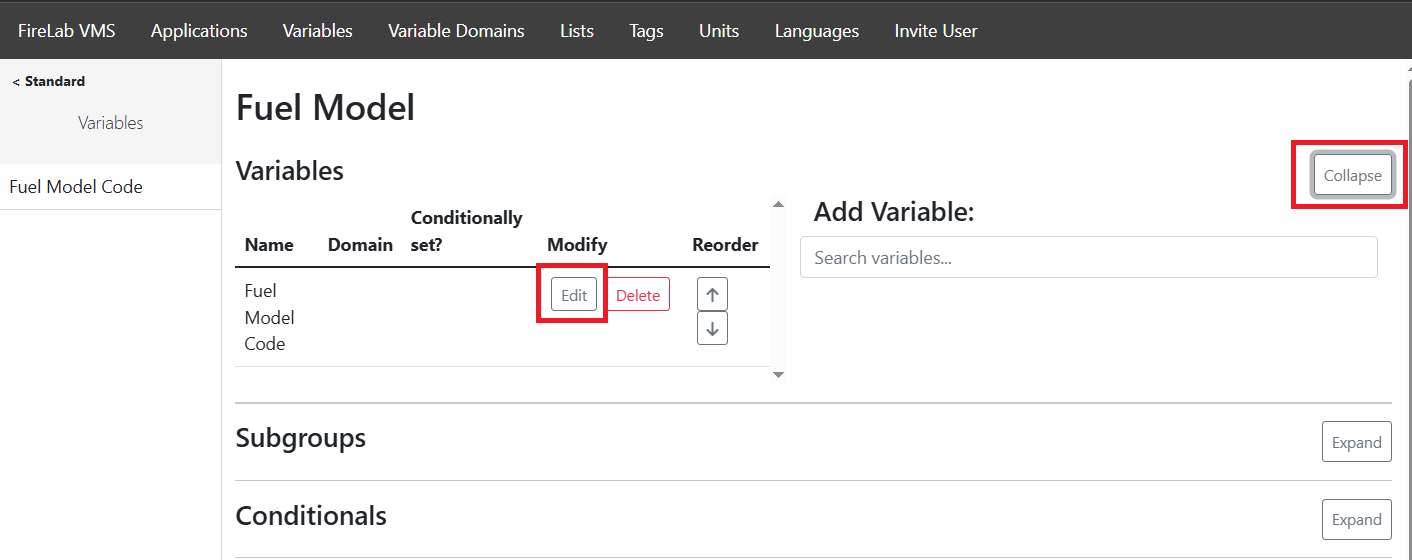 FireLab VMS Applications Variables Variable Domains Lists Tags Units Languages Invite User
< Standard
Variables
Fuel Model Code
Fuel Model
Variables
Collapse
Name Domain Conditionally set? Modify Reorder
Fuel Model Code
Edit Delete
Add Variable:
Search variables...
Subgroups
Expand
Conditionals
Expand